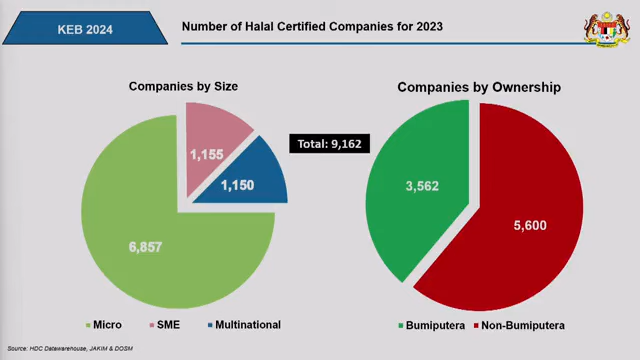 KEB 2024
Number of Halal Certified Companies for 2023
Companies by Size
Companies by Ownership
Total: 9,162
1,155
1,150
6,857
3,562
5,600
Micro
SME
Multinational
Bumiputera
Non-Bumiputera
Source: HDC Datawarehouse, JAKIM & DOSM